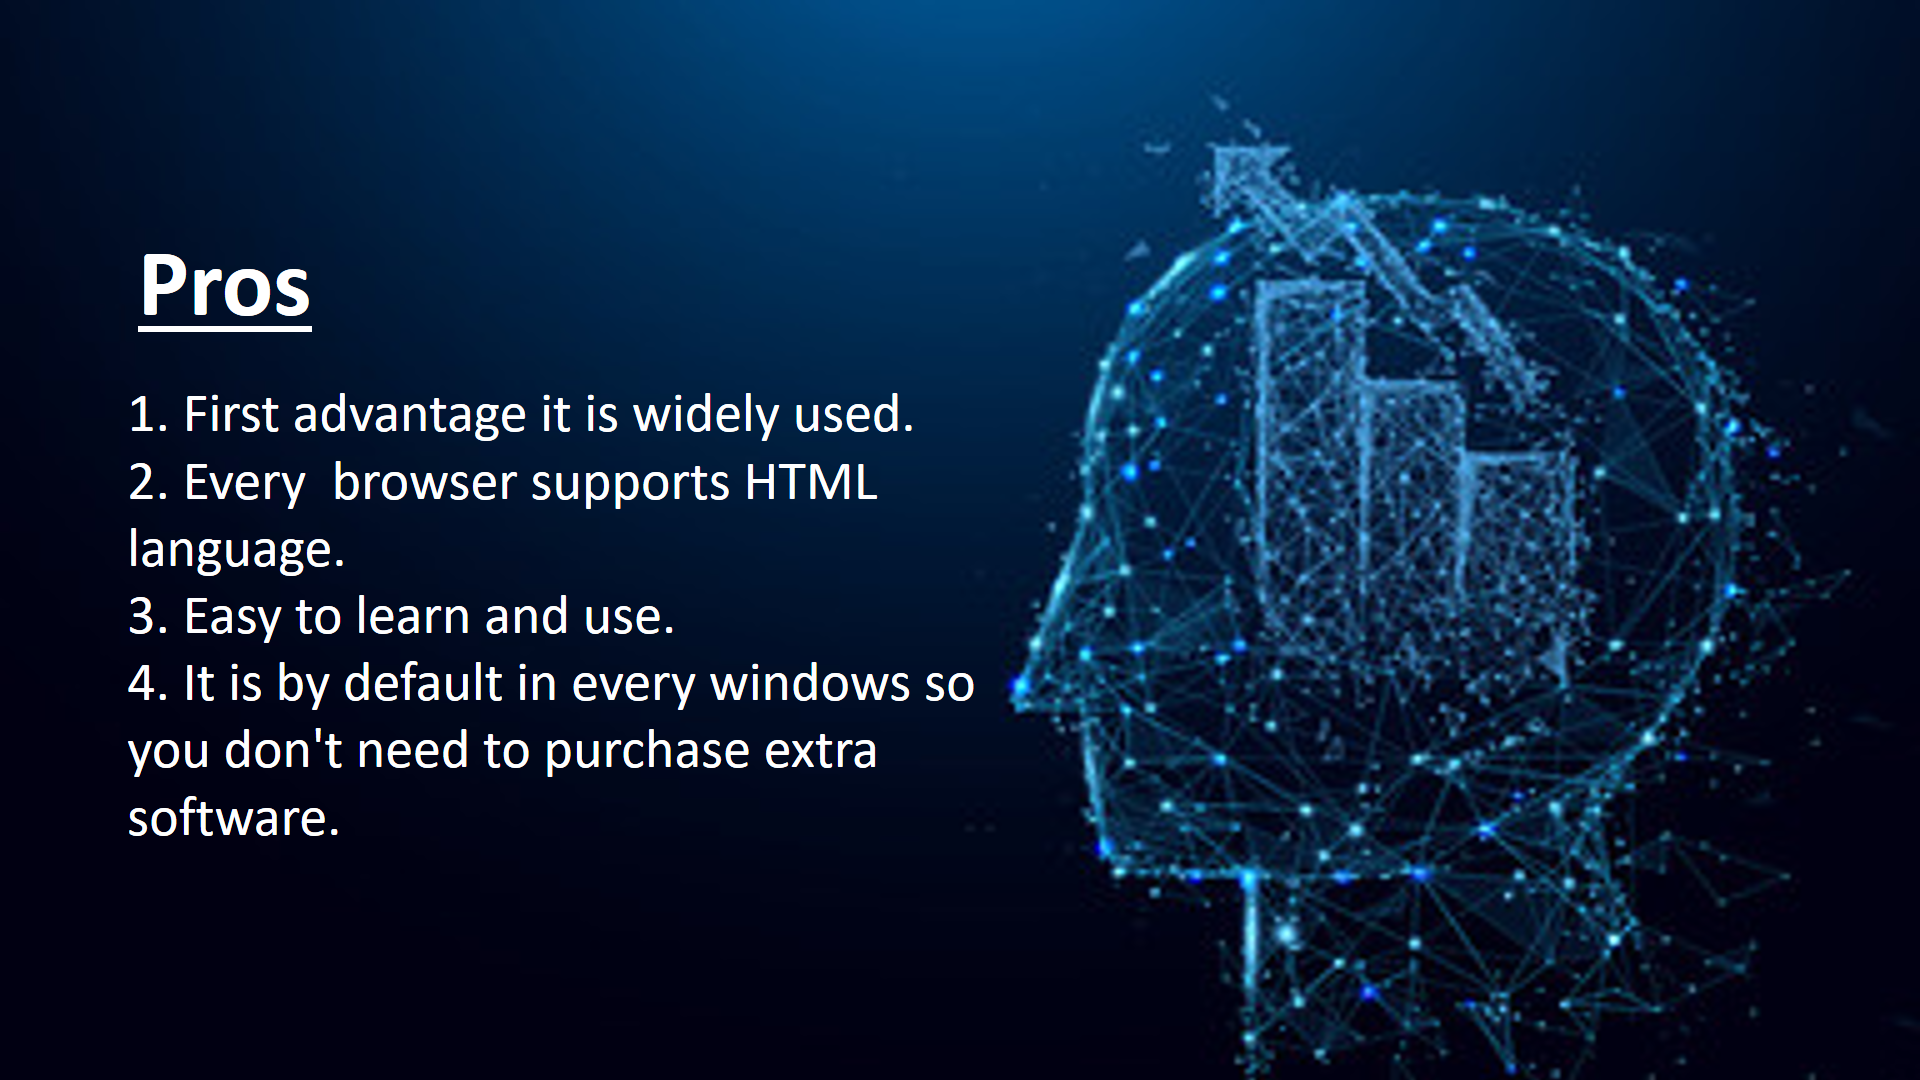 Pros
1. First advantage it is widely used.
2. Every  browser supports HTML
language.
3. Easy to learn and use.
4. It is by default in every windows so
you don't need to purchase extra
software.